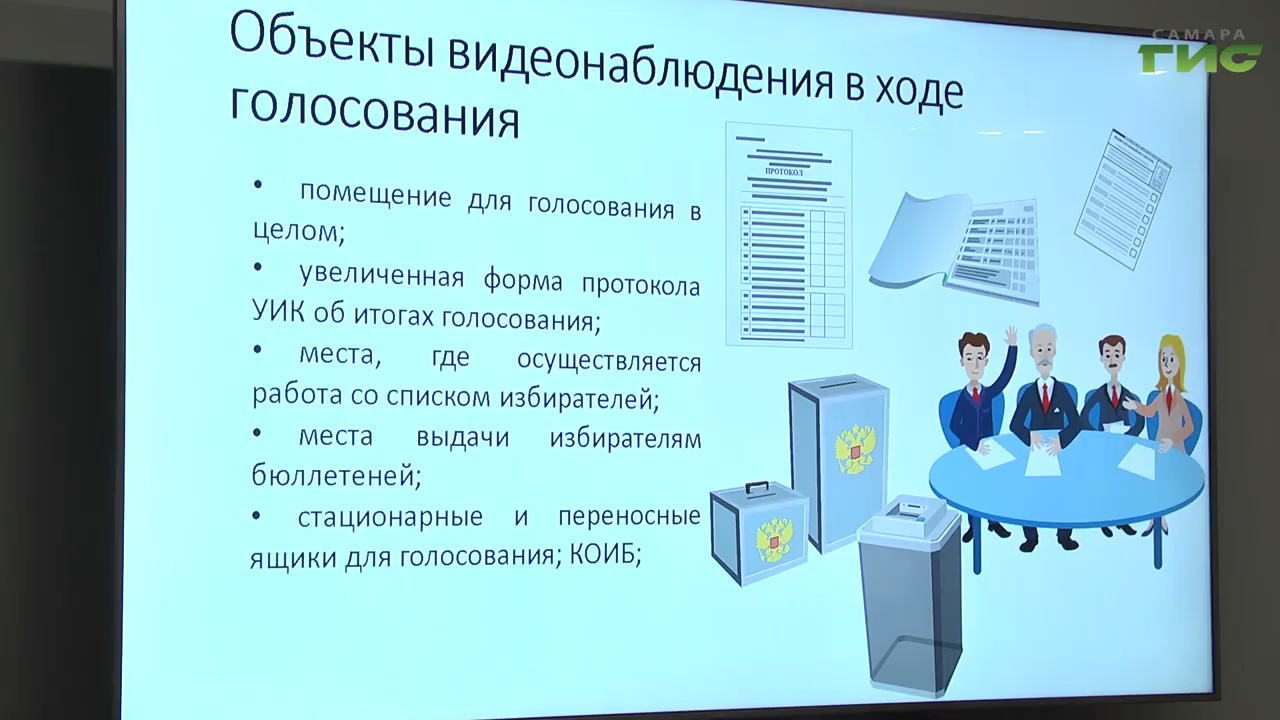 САМАРА
ГИС
Объекты видеонаблюдения в ходе
голосования
• помещение для голосования в
целом;
• увеличенная форма протокола
УИК об итогах голосования;
• места, где осуществляется
работа со списком избирателей;
• места выдачи избирателям
бюллетеней;
• стационарные и переносные
ящики для голосования; КОИБ;
ПРОТОКОЛ